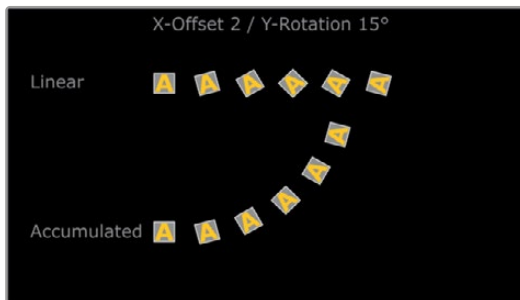 X-Offset 2 / Y-Rotation 15°
Linear A A A A A A
A
A
A
Accumulated A A A